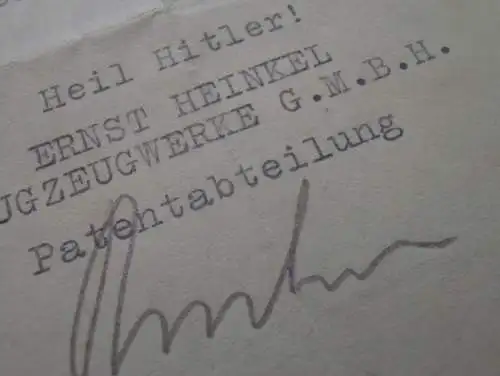 Heil Hitler!
ERNST HEINKEL
UGZEUGWERKE G.M.B.H.
Patentabteilung